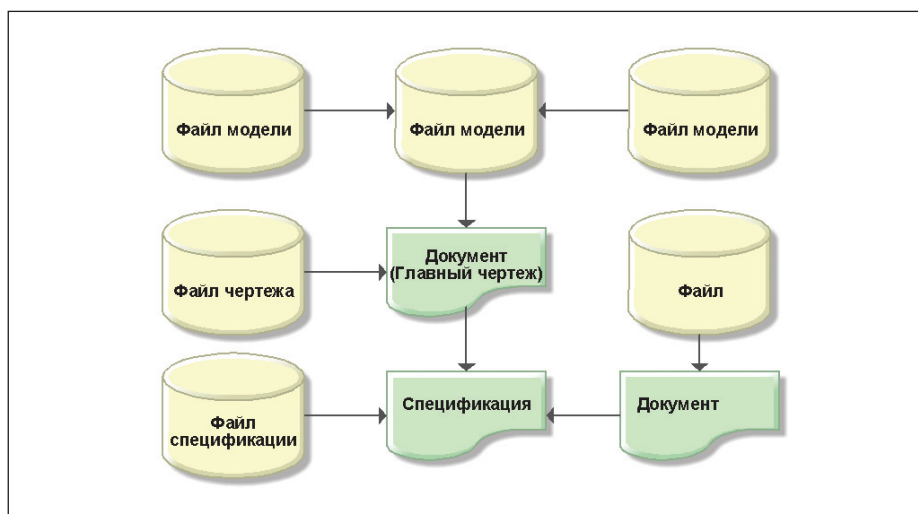 Файл модели
Файл модели
Файл модели
Документ
(Главный чертеж)
Файл чертежа
Файл
Файл
спецификации
Спецификация
Документ